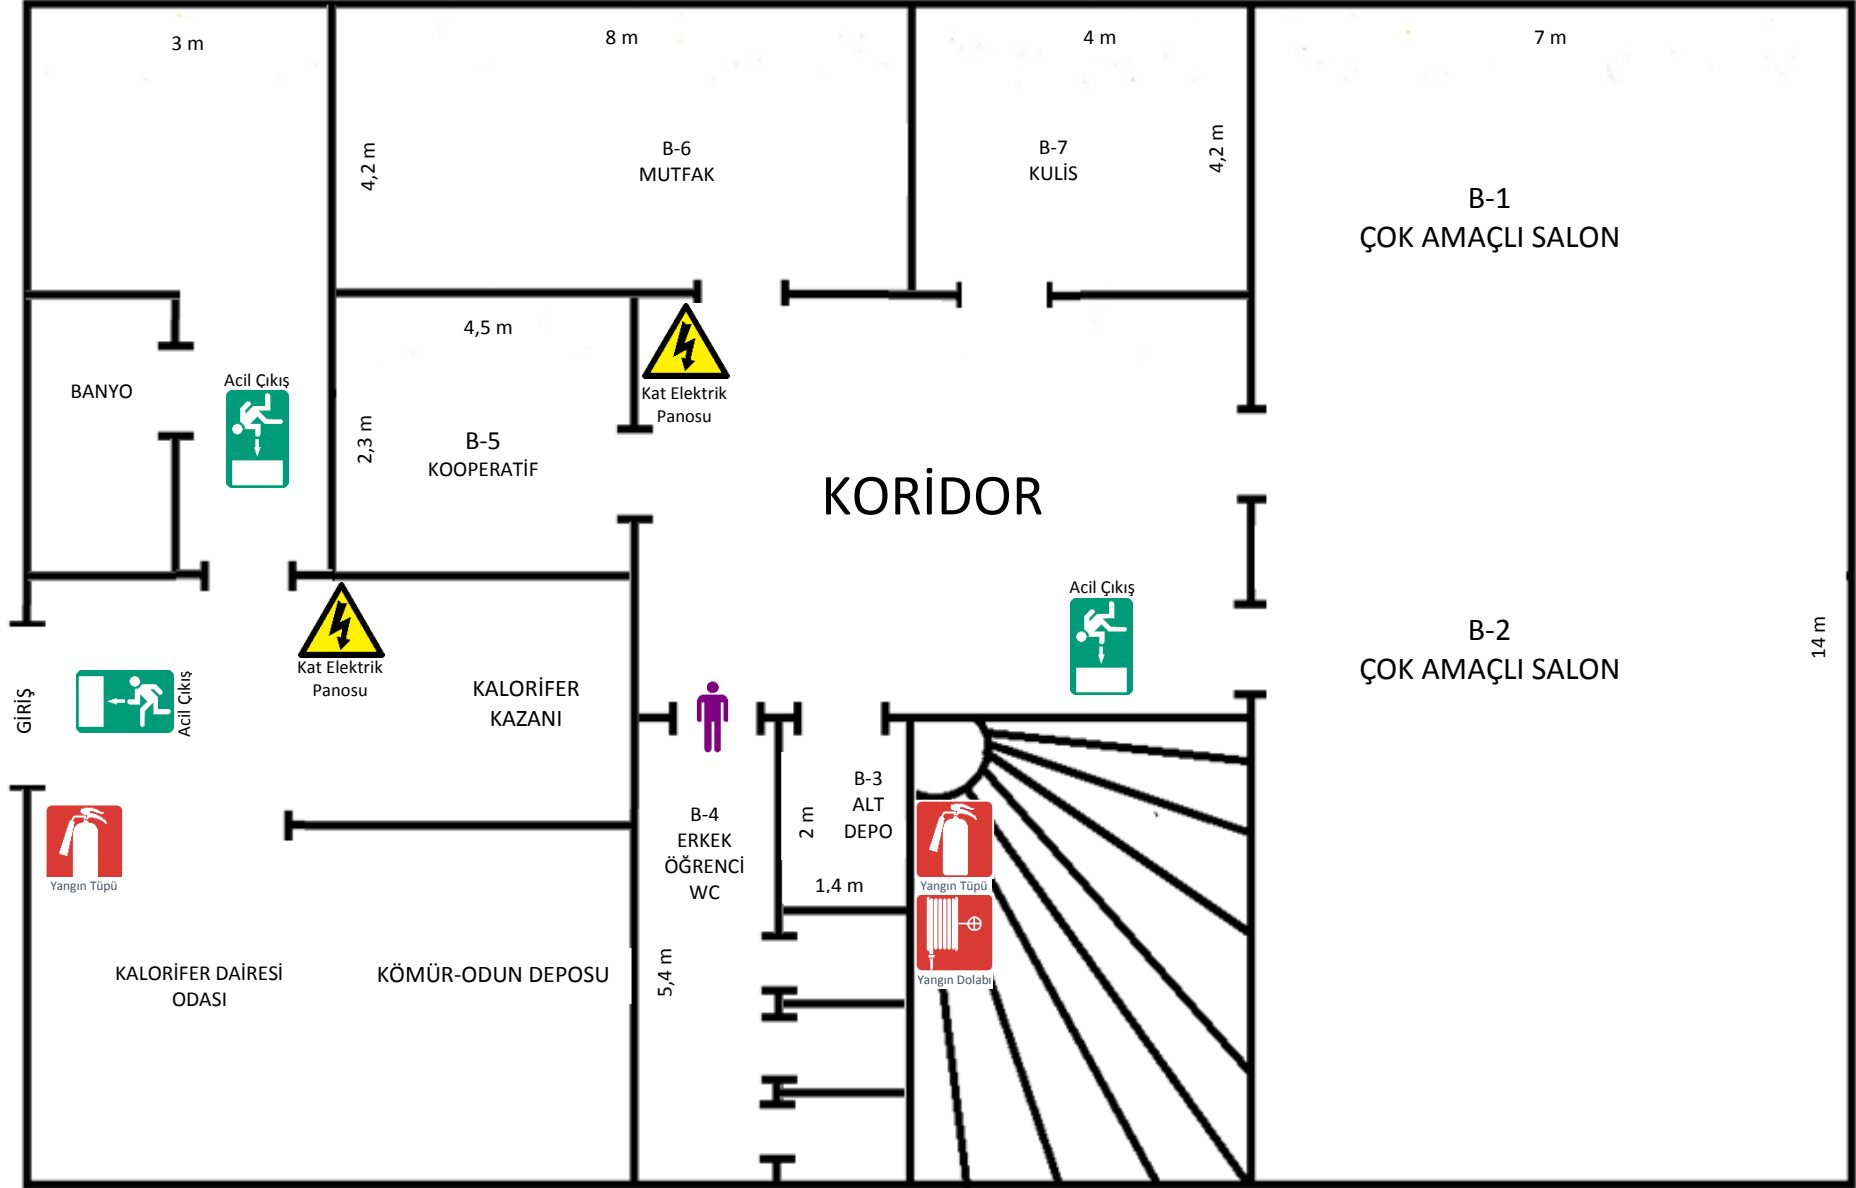 3 m
8 m
4 m
7 m
4,2 m
B-6
MUTFAK
B-7
KULİS
4,2 m
B-1
ÇOK AMAÇLI SALON
4,5 m
BANYO
Acil Çıkış
2,3 m
B-5
KOOPERATİF
Kat Elektrik
Panosu
KORİDOR
Acil Çıkış
B-2
ÇOK AMAÇLI SALON
14 m
GİRİŞ
Acil Çıkış
Kat Elektrik
Panosu
KALORİFER
KAZANI
B-3
ALT
DEPO
2 m
1,4 m
B-4
ERKEK
ÖĞRENCİ
WC
5,4 m
Yangın Tüpü
Yangın Tüpü
Yangın Dolabı
KALORİFER DAİRESİ
ODASI
KÖMÜR-ODUN DEPOSU